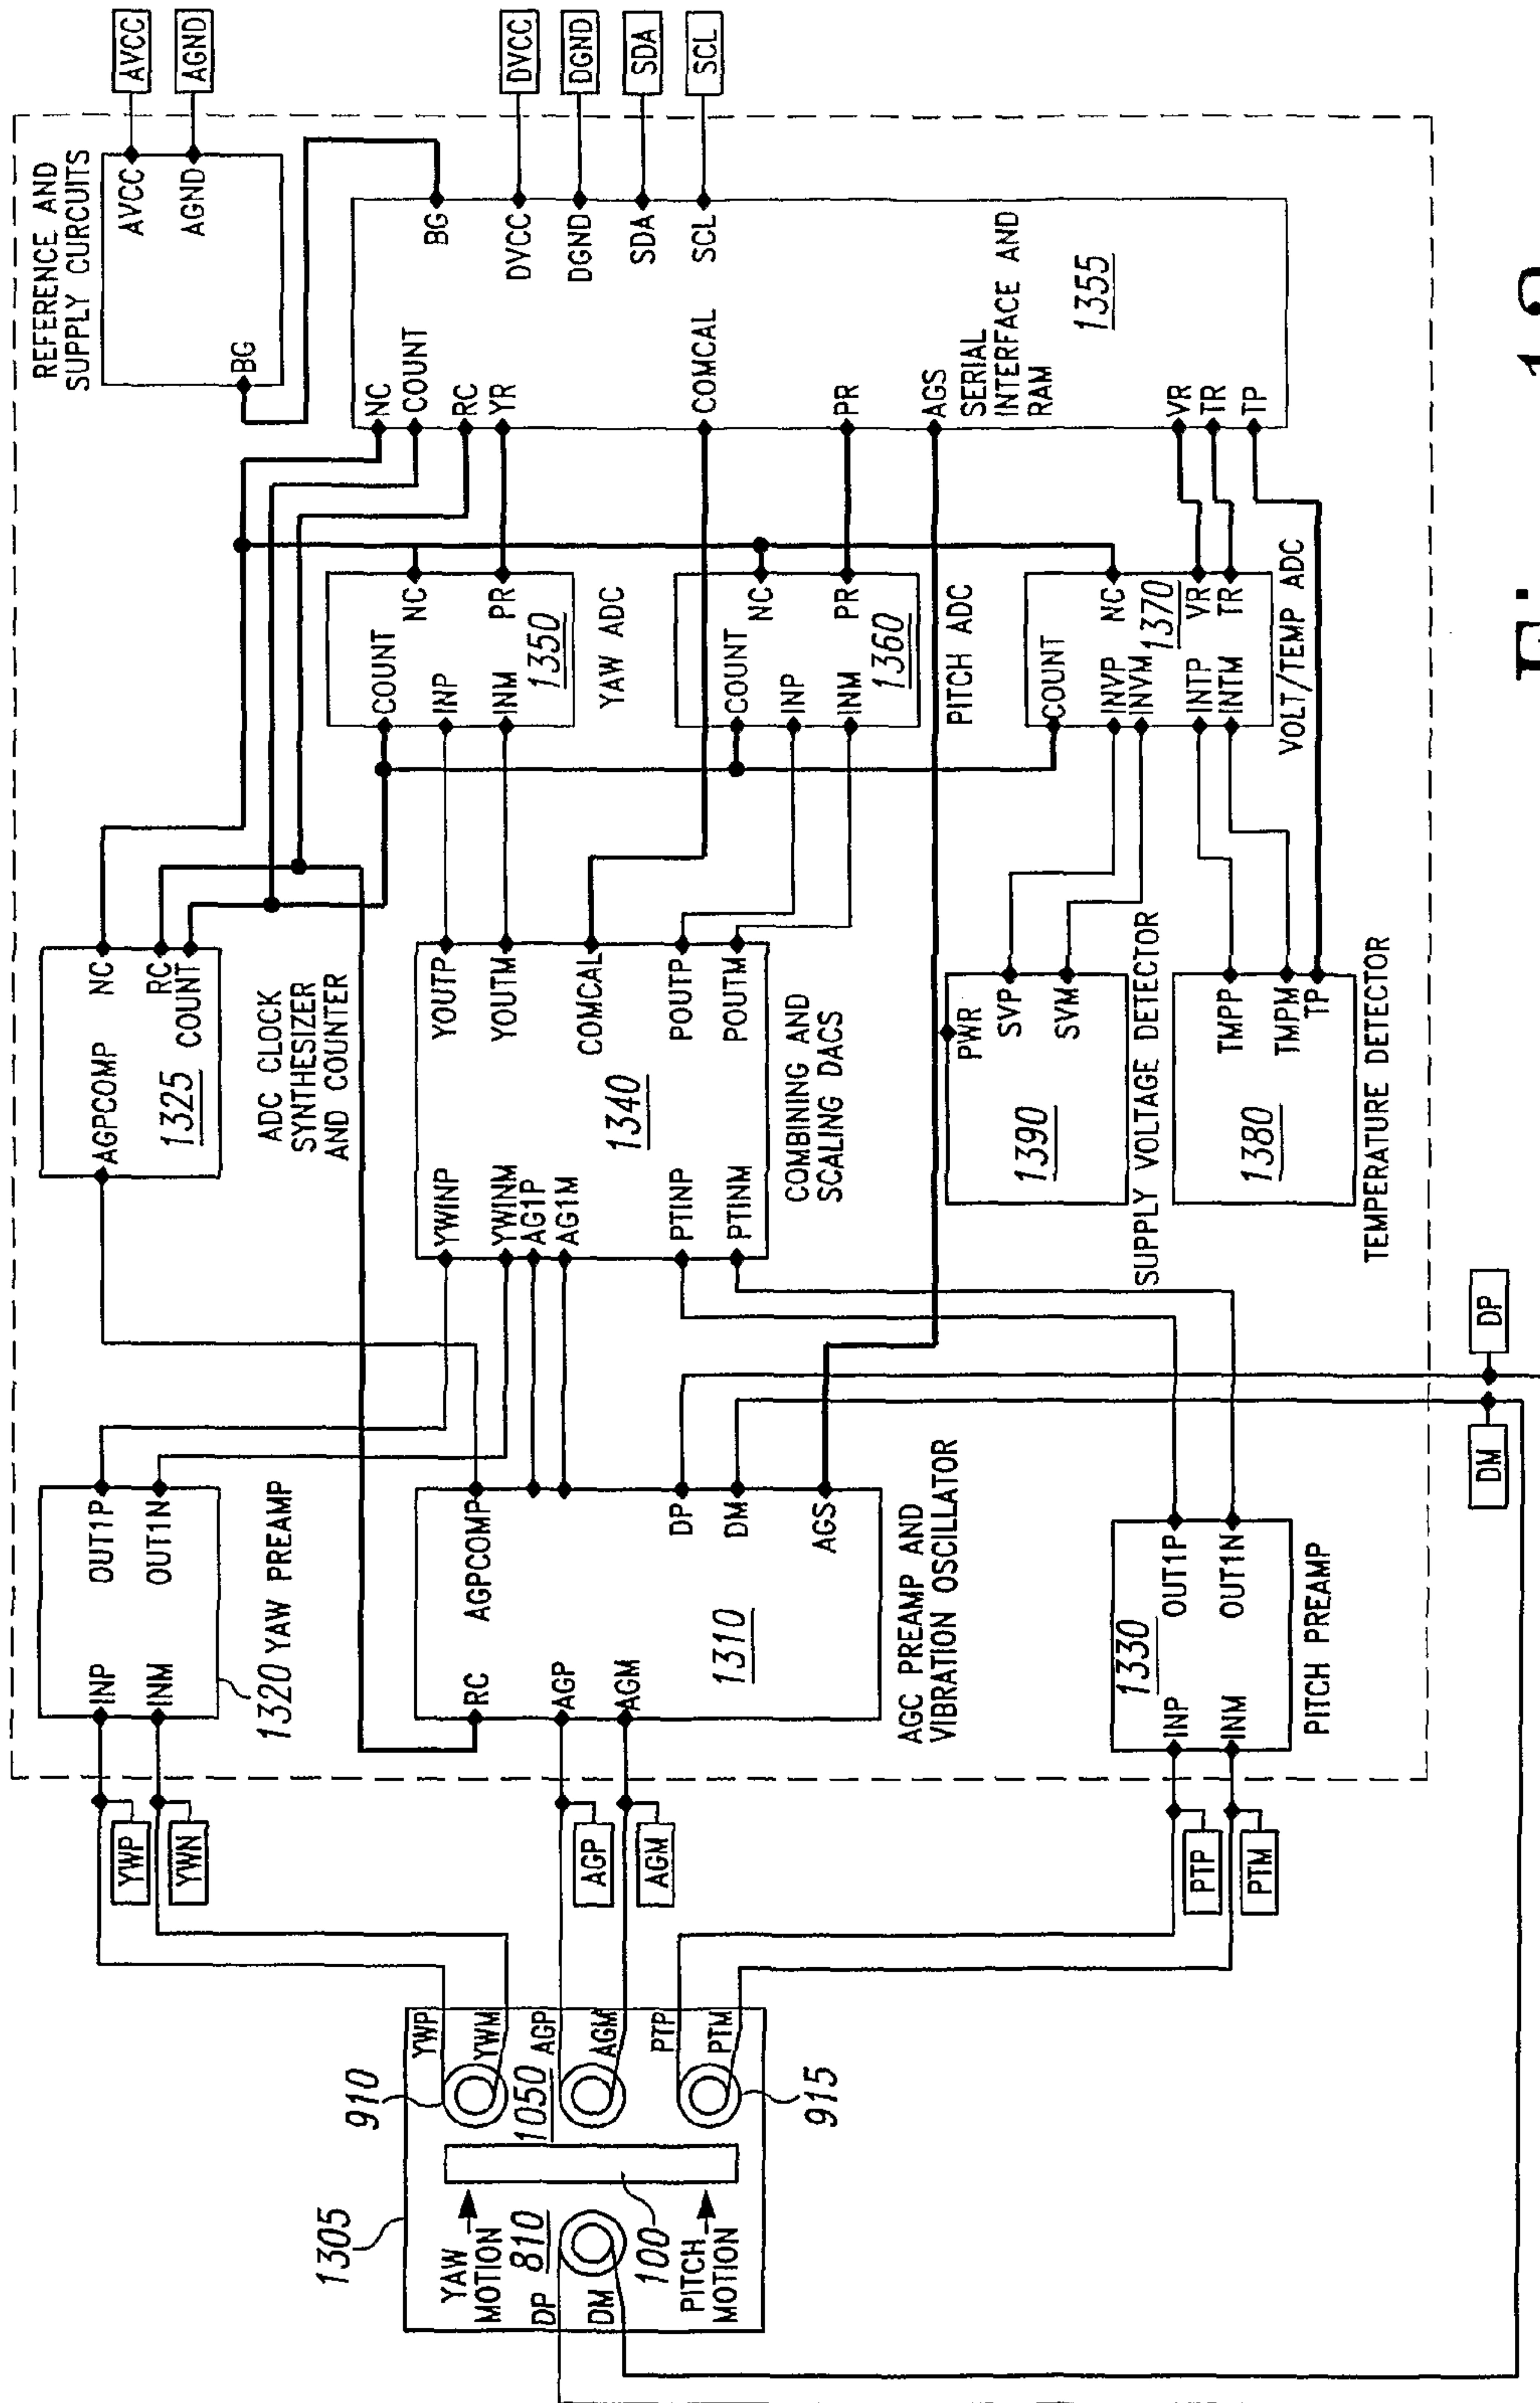 1305
910
YWP
YWM
YAW
MOTION
810
1050
AGP
AGM
DP
DM
100
PITCH
MOTION
PTP
PTM
915
YWP
YWN
AGP
AGM
PTP
PTM
INP
INM
OUT1P
OUT1N
1320 YAW PREAMP
RC
AGP
AGM
1310
AGPCOMP
DP
DM
AGS
AGC PREAMP AND
VIBRATION OSCILLATOR
INP
INM
1330
OUT1P
OUT1N
PITCH PREAMP
DM
DP
AGPCOMP
1325
NC
RC
COUNT
ADC CLOCK
SYNTHESIZER
AND COUNTER
YWINP
YWINM
AG1P
AG1M
PTINP
PTINM
1340
YOUTP
YOUTM
COMCAL
POUTP
POUTM
COMBINING AND
SCALING DACS
1390
PWR
SVP
SVM
SUPPLY VOLTAGE DETECTOR
1380
TMPP
TMPM
TP
TEMPERATURE DETECTOR
COUNT
INP
INM
NC
PR
1350
YAW ADC
COUNT
INP
INM
NC
PR
1360
PITCH ADC
COUNT
INVP
INVM
INTP
INTM
NC
1370
VR
TR
VOLT/TEMP ADC
REFERENCE AND
SUPPLY CURCUITS
BG
AVCC
AGND
NC
COUNT
RC
YR
COMCAL
PR
AGS
SERIAL
INTERFACE AND
RAM
VR
TR
TP
1355
BG
DVCC
DGND
SDA
SCL
AVCC
AGND
DVCC
DGND
SDA
SCL